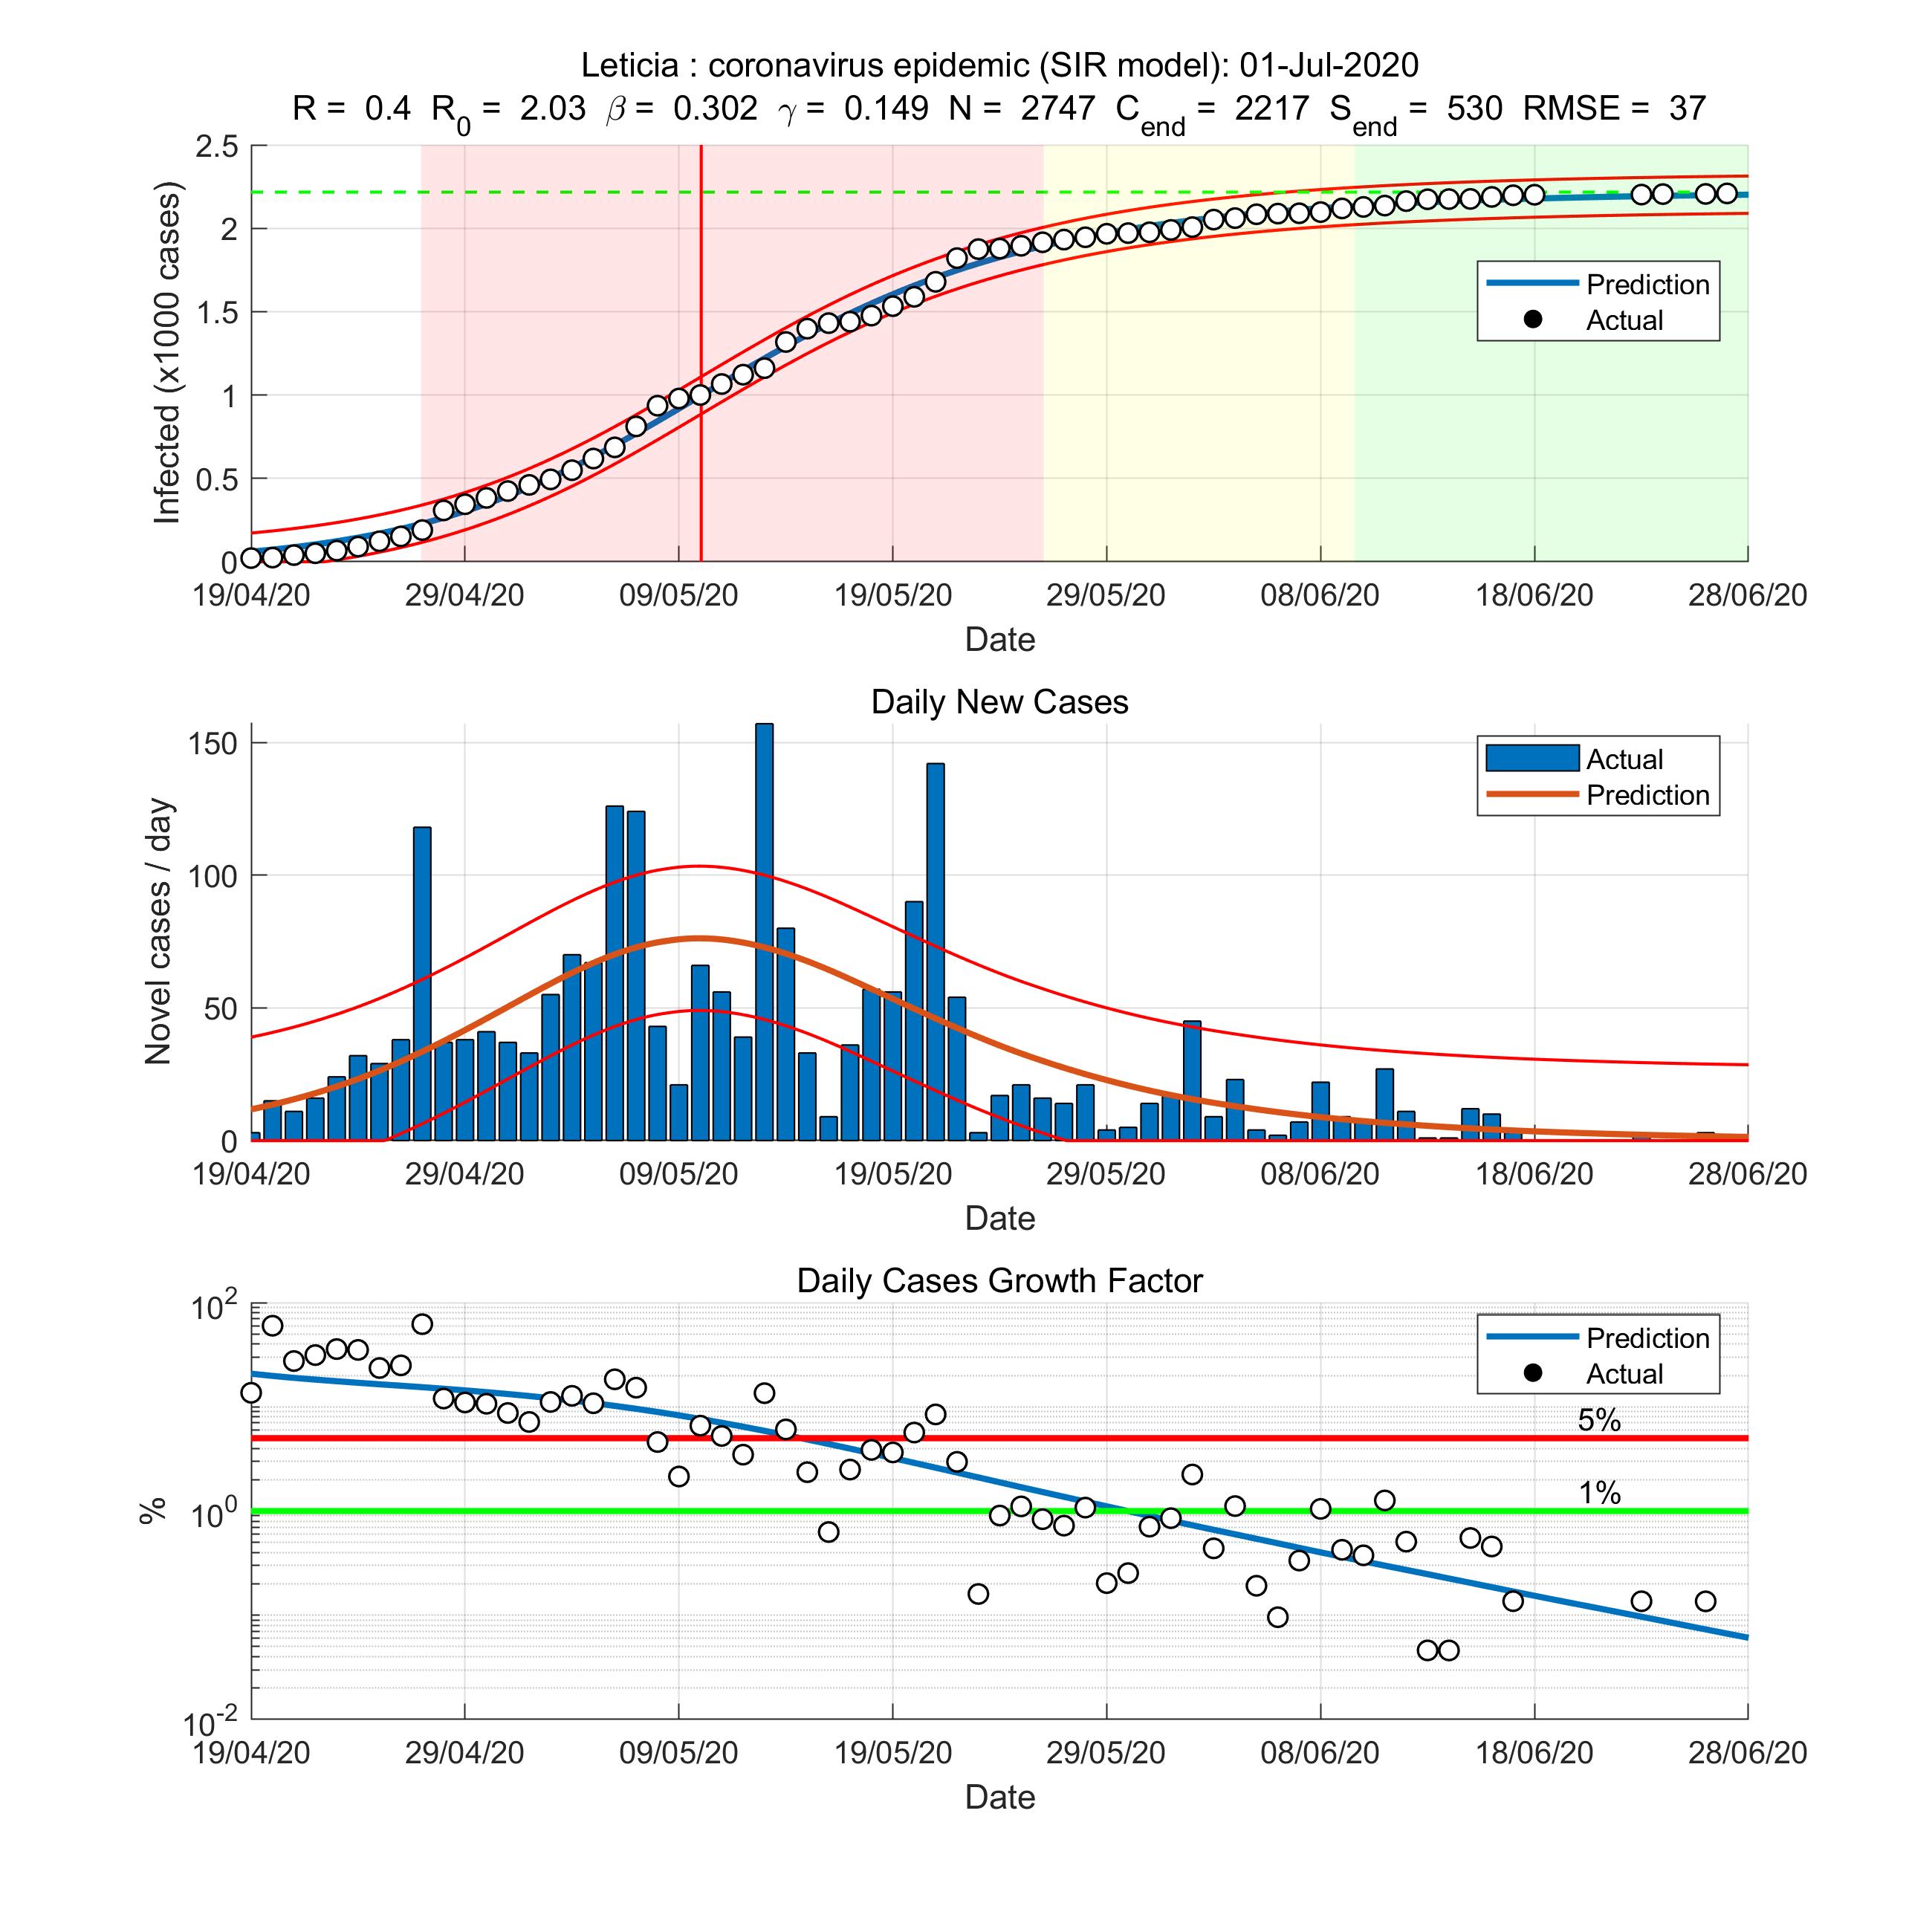 Leticia : coronavirus epidemic (SIR model): 01-Jul-2020
R = 0.4 R0 = 2.03 β = 0.302 γ = 0.149 N = 2747 Cend = 2217 Send = 530 RMSE = 37
Infected (x1000 cases)
2.5
2
1.5
1
0.5
0
Prediction
Actual
19/04/20 29/04/20 09/05/20 19/05/20 29/05/20 08/06/20 18/06/20 28/06/20
Date
Daily New Cases
Novel cases / day
150
100
50
0
Actual
Prediction
19/04/20 29/04/20 09/05/20 19/05/20 29/05/20 08/06/20 18/06/20 28/06/20
Date
Daily Cases Growth Factor
%
10^2
10^0
10^-2
Prediction
Actual
5%
1%
19/04/20 29/04/20 09/05/20 19/05/20 29/05/20 08/06/20 18/06/20 28/06/20
Date